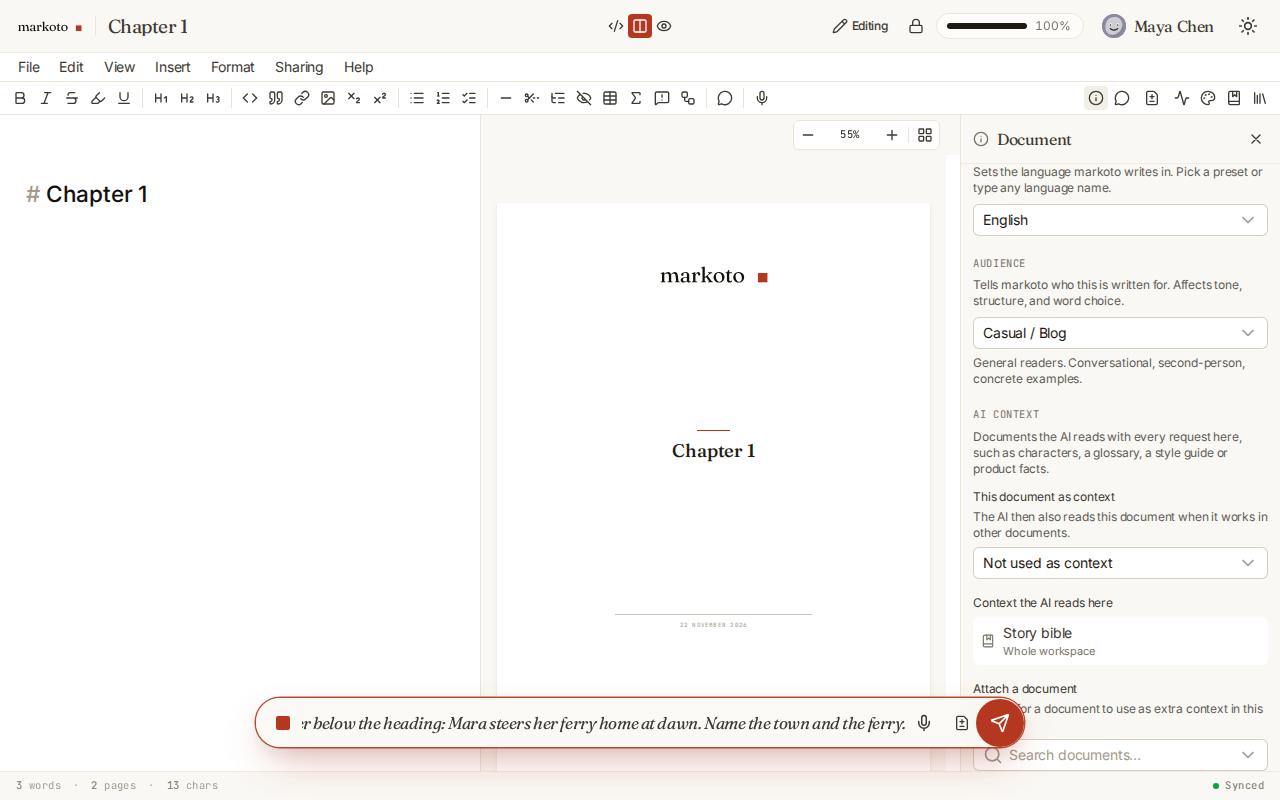 markoto
Chapter 1
Editing
100%
Maya Chen
File Edit View Insert Format Sharing Help
H1 H2 H3
55%
# Chapter 1
markoto
Chapter 1
22 NOVEMBER 2026
Document
Sets the language markoto writes in. Pick a preset or
type any language name.
English
AUDIENCE
Tells markoto who this is written for. Affects tone,
structure, and word choice.
Casual / Blog
General readers. Conversational, second-person,
concrete examples.
AI CONTEXT
Documents the AI reads with every request here,
such as characters, a glossary, a style guide or
product facts.
This document as context
The AI then also reads this document when it works in
other documents.
Not used as context
Context the AI reads here
Story bible
Whole workspace
Attach a document
for a document to use as extra context in this
Search documents...
r below the heading: Mara steers her ferry home at dawn. Name the town and the ferry.
3 words · 2 pages · 13 chars
Synced